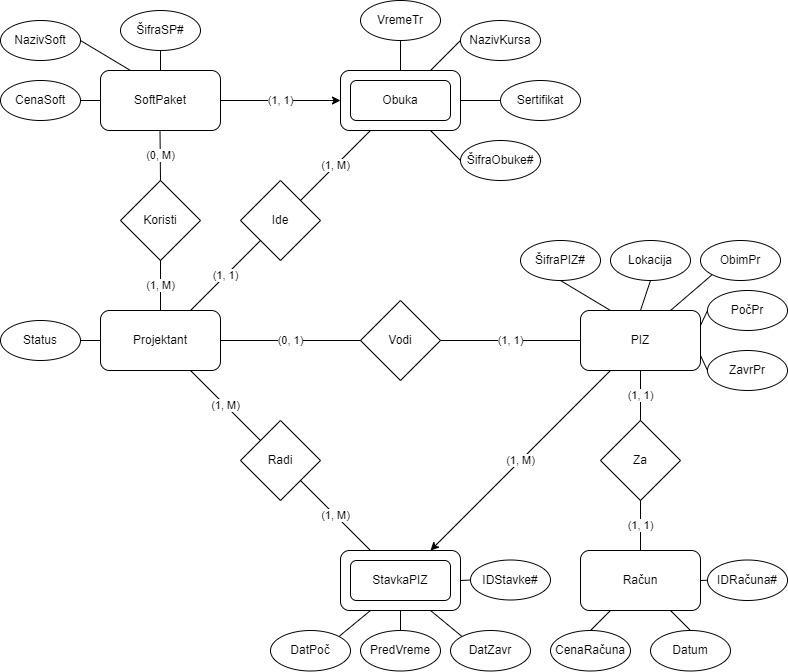 VremeTr
ŠifraSP#
NazivSoft
NazivKursa
CenaSoft
SoftPaket
(1, 1)
Obuka
Sertifikat
(0, M)
(1, M)
ŠifraObuke#
Koristi
Ide
ŠifraPIZ#
Lokacija
ObimPr
(1, 1)
(1, M)
PočPr
Status
Projektant
(0, 1)
Vodi
(1, 1)
PIZ
ZavrPr
(1, 1)
(1, M)
Radi
(1, M)
Za
(1, M)
(1, 1)
StavkaPIZ
IDStavke#
Račun
IDRačuna#
DatPoč
PredVreme
DatZavr
CenaRačuna
Datum